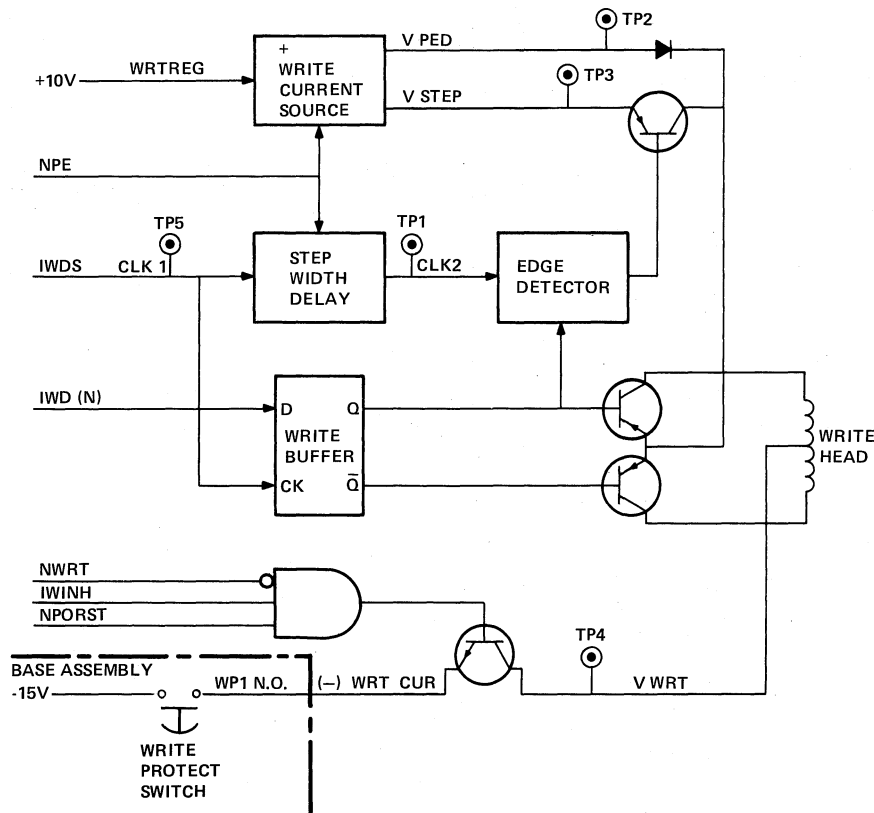 TP2
V PED
+
WRITE
CURRENT
SOURCE
+10V
WRTREG
TP3
V STEP
NPE
TP5
TP1
IWDS
CLK 1
STEP
WIDTH
DELAY
CLK2
EDGE
DETECTOR
IWD (N)
D
Q
WRITE
BUFFER
CK
Q̅
WRITE
HEAD
NWRT
IWINH
NPORST
TP4
BASE ASSEMBLY
-15V
WP1 N.O.
(−) WRT CUR
V WRT
WRITE
PROTECT
SWITCH